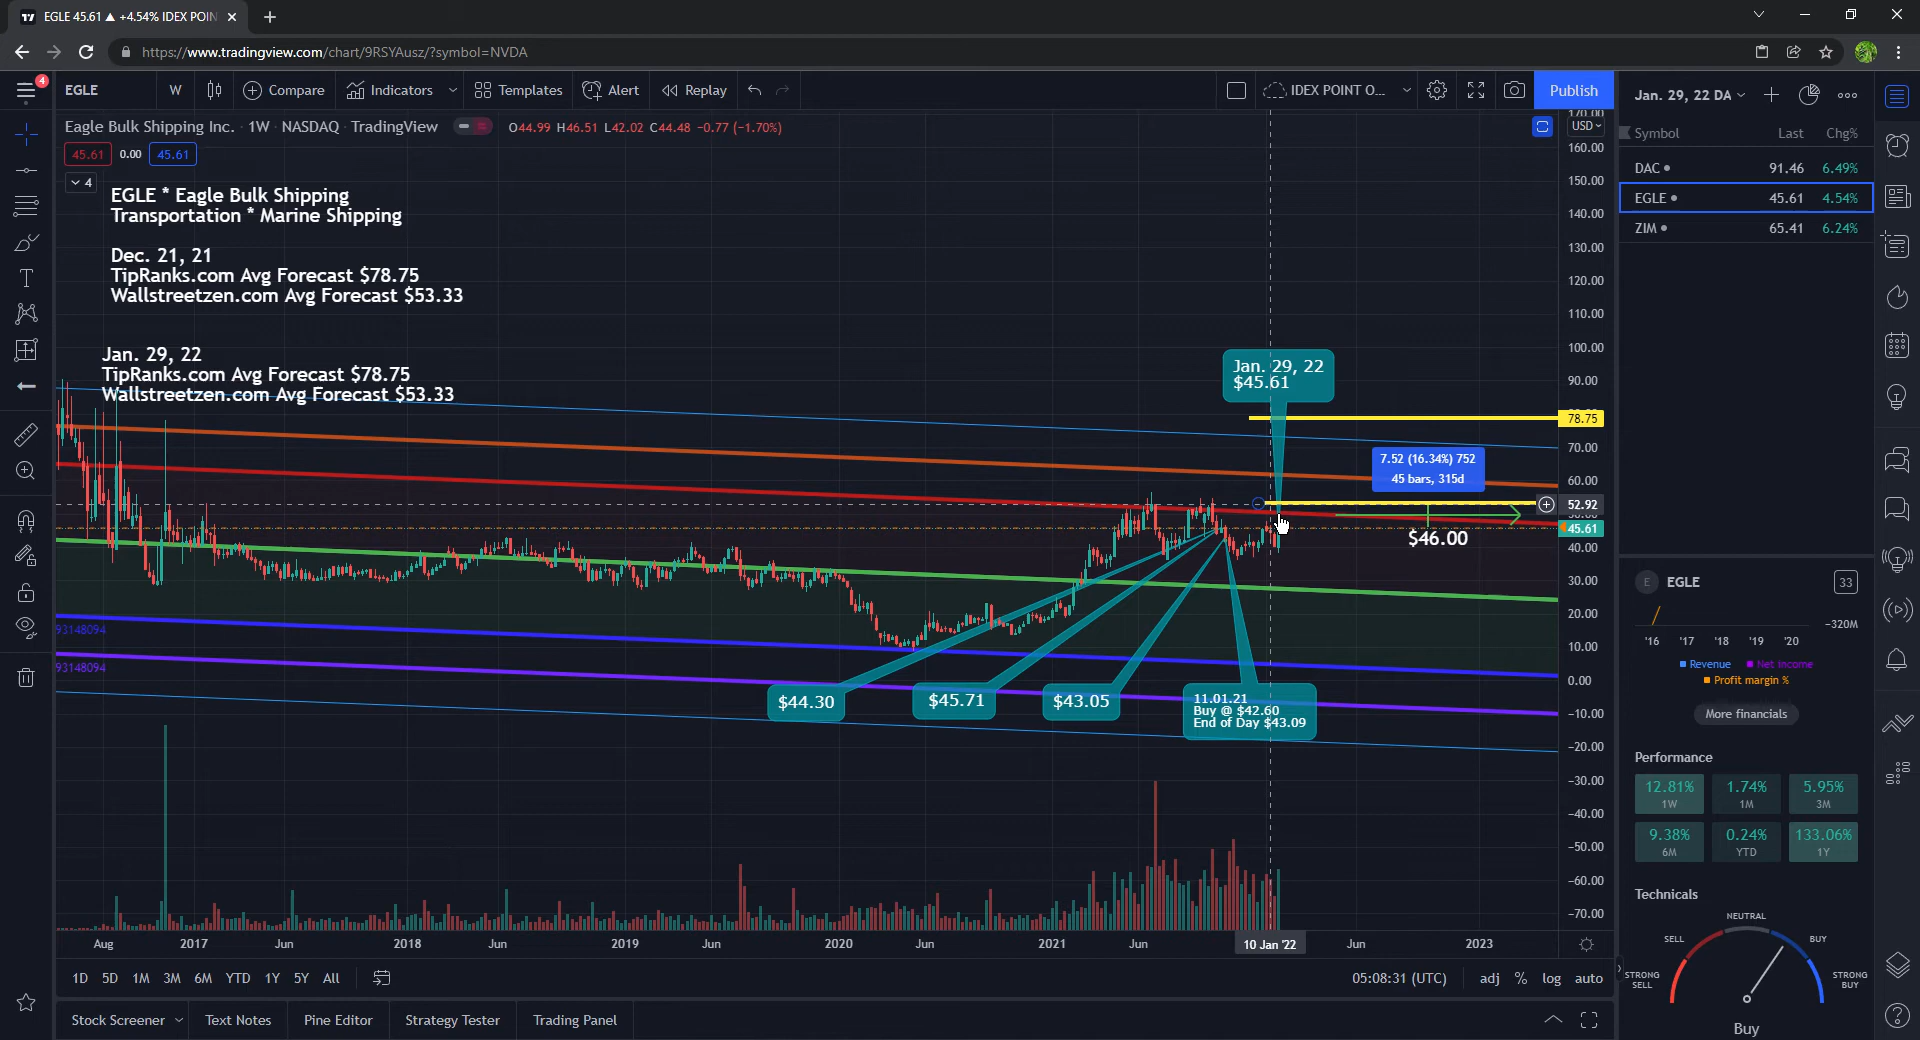 EGLE 45.61 ▲ +4.54% IDEX POIN
https://www.tradingview.com/chart/9RSYAusz/?symbol=NVDA
4
EGLE W Compare Indicators Templates Alert Replay IDEX POINT O... Publish
Eagle Bulk Shipping Inc. · 1W · NASDAQ · TradingView O44.99 H46.51 L42.02 C44.48 −0.77 (−1.70%)
45.61 0.00 45.61
4
EGLE * Eagle Bulk Shipping
Transportation * Marine Shipping
Dec. 21, 21
TipRanks.com Avg Forecast $78.75
Wallstreetzen.com Avg Forecast $53.33
Jan. 29, 22
TipRanks.com Avg Forecast $78.75
Wallstreetzen.com Avg Forecast $53.33
Jan. 29, 22
$45.61
7.52 (16.34%) 752
45 bars, 315d
$46.00
93148094
93148094
$44.30
$45.71
$43.05
11.01.21
Buy @ $42.60
End of Day $43.09
USD
160.00
150.00
140.00
130.00
120.00
110.00
100.00
90.00
78.75
70.00
60.00
52.92
45.61
40.00
30.00
20.00
10.00
0.00
−10.00
−20.00
−30.00
−40.00
−50.00
−60.00
−70.00
Aug 2017 Jun 2018 Jun 2019 Jun 2020 Jun 2021 Jun 10 Jan '22 Jun 2023
1D 5D 1M 3M 6M YTD 1Y 5Y All
05:08:31 (UTC) adj % log auto
Stock Screener Text Notes Pine Editor Strategy Tester Trading Panel
Jan. 29, 22 DA
Symbol Last Chg%
DAC 91.46 6.49%
EGLE 45.61 4.54%
ZIM 65.41 6.24%
E EGLE 33
−320M
'16 '17 '18 '19 '20
Revenue Net income
Profit margin %
More financials
Performance
12.81% 1.74% 5.95%
1W 1M 3M
9.38% 0.24% 133.06%
6M YTD 1Y
Technicals
NEUTRAL
SELL BUY
STRONG SELL STRONG BUY
Buy